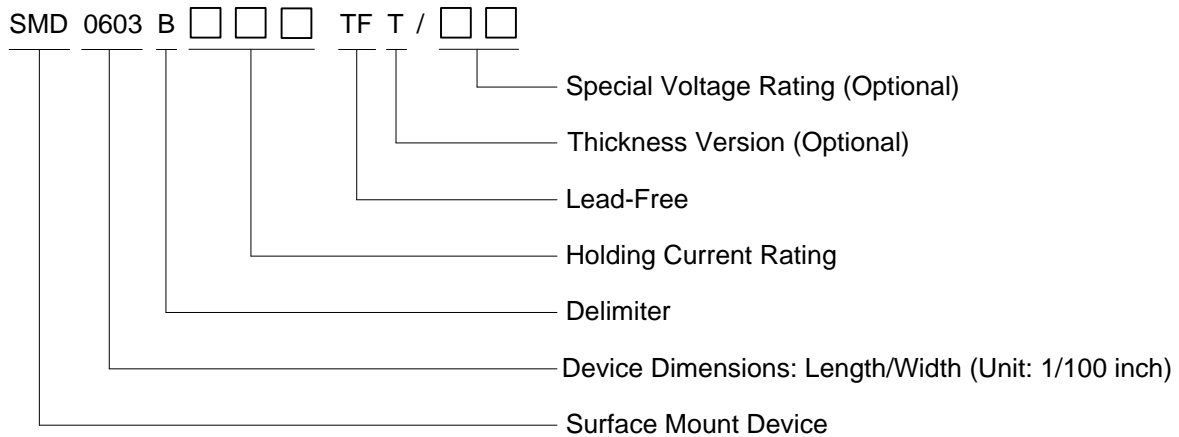 SMD 0603 B □ □ □ TF T / □ □
Special Voltage Rating (Optional)
Thickness Version (Optional)
Lead-Free
Holding Current Rating
Delimiter
Device Dimensions: Length/Width (Unit: 1/100 inch)
Surface Mount Device